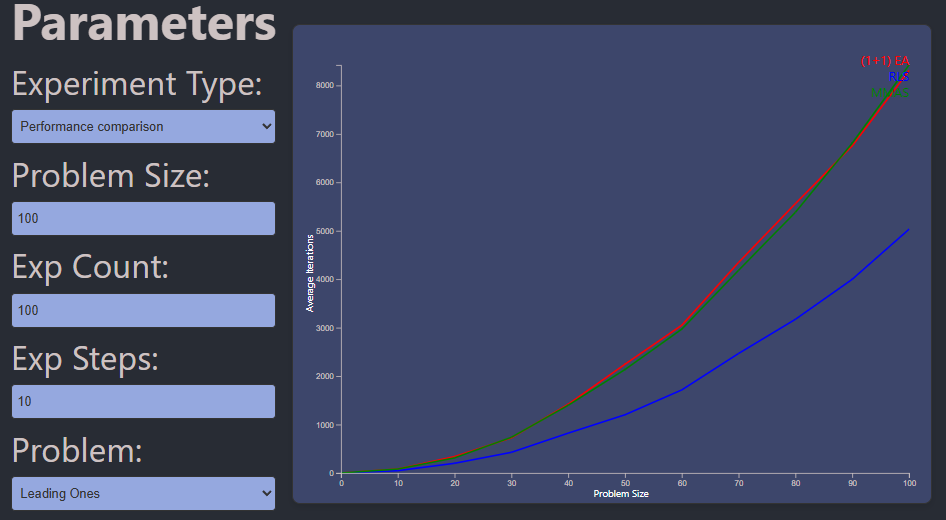 Parameters
Experiment Type:
Performance comparison
Problem Size:
100
Exp Count:
100
Exp Steps:
10
Problem:
Leading Ones
(1+1) EA
RLS
8000
7000
6000
5000
4000
3000
2000
1000
0
Average Iterations
0 10 20 30 40 50 60 70 80 90 100
Problem Size